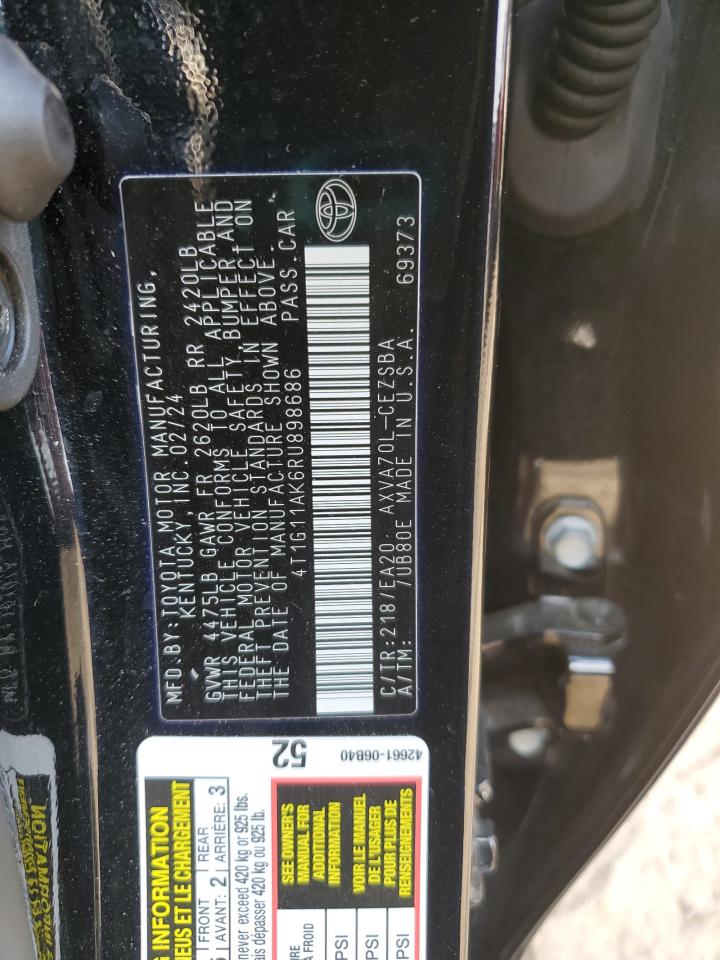 MFD.BY:TOYOTA MOTOR MANUFACTURING,
KENTUCKY, INC.02/24
GVWR 4475LB GAWR FR 2620LB RR 2420LB
THIS VEHICLE CONFORMS TO ALL APPLICABLE
FEDERAL MOTOR VEHICLE SAFETY, BUMPER AND
THEFT PREVENTION STANDARDS IN EFFECT ON
THE DATE OF MANUFACTURE SHOWN ABOVE.
4T1G11AK6RU898686 PASS.CAR
C/TR:218/EA20. AXVA70L-CEZSBA
A/TM: /UB80E MADE IN U.S.A. 69373
52
42661-06B40
INFORMATION
ET LE CHARGEMENT
FRONT REAR
AVANT: 2 ARRIÈRE: 3
never exceed 420 kg or 925 lbs.
dépasser 420 kg ou 925 lb.
SEE OWNER'S
MANUAL FOR
ADDITIONAL
INFORMATION
VOIR LE MANUEL
DE L'USAGER
POUR PLUS DE
RENSEIGNEMENTS
À FROID
PSI
PSI
PSI